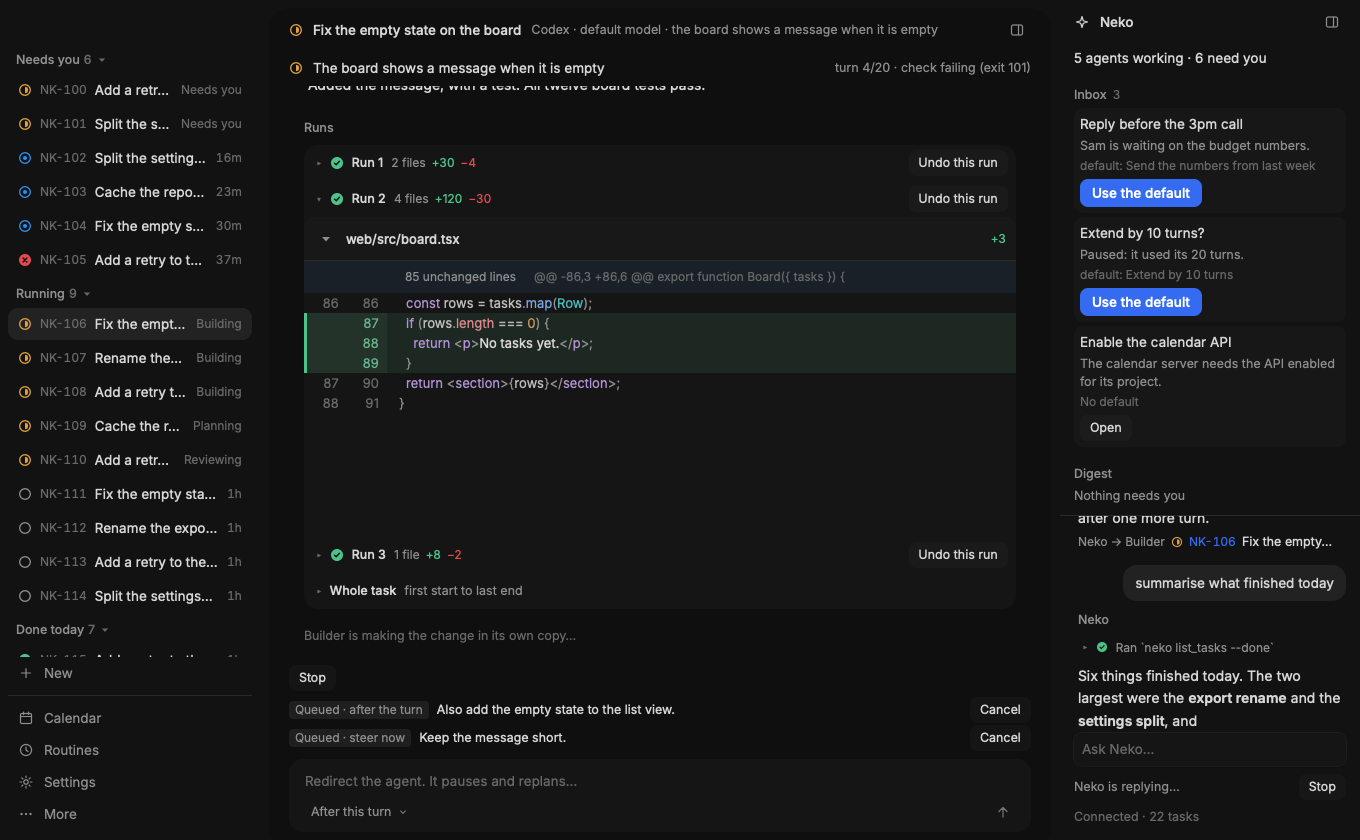 Needs you 6
NK-100 Add a retr... Needs you
NK-101 Split the s... Needs you
NK-102 Split the setting... 16m
NK-103 Cache the repo... 23m
NK-104 Fix the empty s... 30m
NK-105 Add a retry to t... 37m
Running 9
NK-106 Fix the empt... Building
NK-107 Rename the... Building
NK-108 Add a retry t... Building
NK-109 Cache the r... Planning
NK-110 Add a retr... Reviewing
NK-111 Fix the empty sta... 1h
NK-112 Rename the expo... 1h
NK-113 Add a retry to the... 1h
NK-114 Split the settings... 1h
Done today 7
New
Calendar
Routines
Settings
More
Fix the empty state on the board Codex · default model · the board shows a message when it is empty
The board shows a message when it is empty turn 4/20 · check failing (exit 101)
Added the message, with a test. All twelve board tests pass.
Runs
Run 1 2 files +30 −4 Undo this run
Run 2 4 files +120 −30 Undo this run
web/src/board.tsx +3
85 unchanged lines @@ -86,3 +86,6 @@ export function Board({ tasks }) {
86 86 const rows = tasks.map(Row);
87 if (rows.length === 0) {
88 return <p>No tasks yet.</p>;
89 }
87 90 return <section>{rows}</section>;
88 91 }
Run 3 1 file +8 −2 Undo this run
Whole task first start to last end
Builder is making the change in its own copy...
Stop
Queued · after the turn Also add the empty state to the list view. Cancel
Queued · steer now Keep the message short. Cancel
Redirect the agent. It pauses and replans...
After this turn
Neko
5 agents working · 6 need you
Inbox 3
Reply before the 3pm call
Sam is waiting on the budget numbers.
default: Send the numbers from last week
Use the default
Extend by 10 turns?
Paused: it used its 20 turns.
default: Extend by 10 turns
Use the default
Enable the calendar API
The calendar server needs the API enabled
for its project.
No default
Open
Digest
Nothing needs you
after one more turn.
Neko → Builder NK-106 Fix the empty...
summarise what finished today
Neko
Ran `neko list_tasks --done`
Six things finished today. The two
largest were the export rename and the
settings split, and
Ask Neko...
Neko is replying... Stop
Connected · 22 tasks